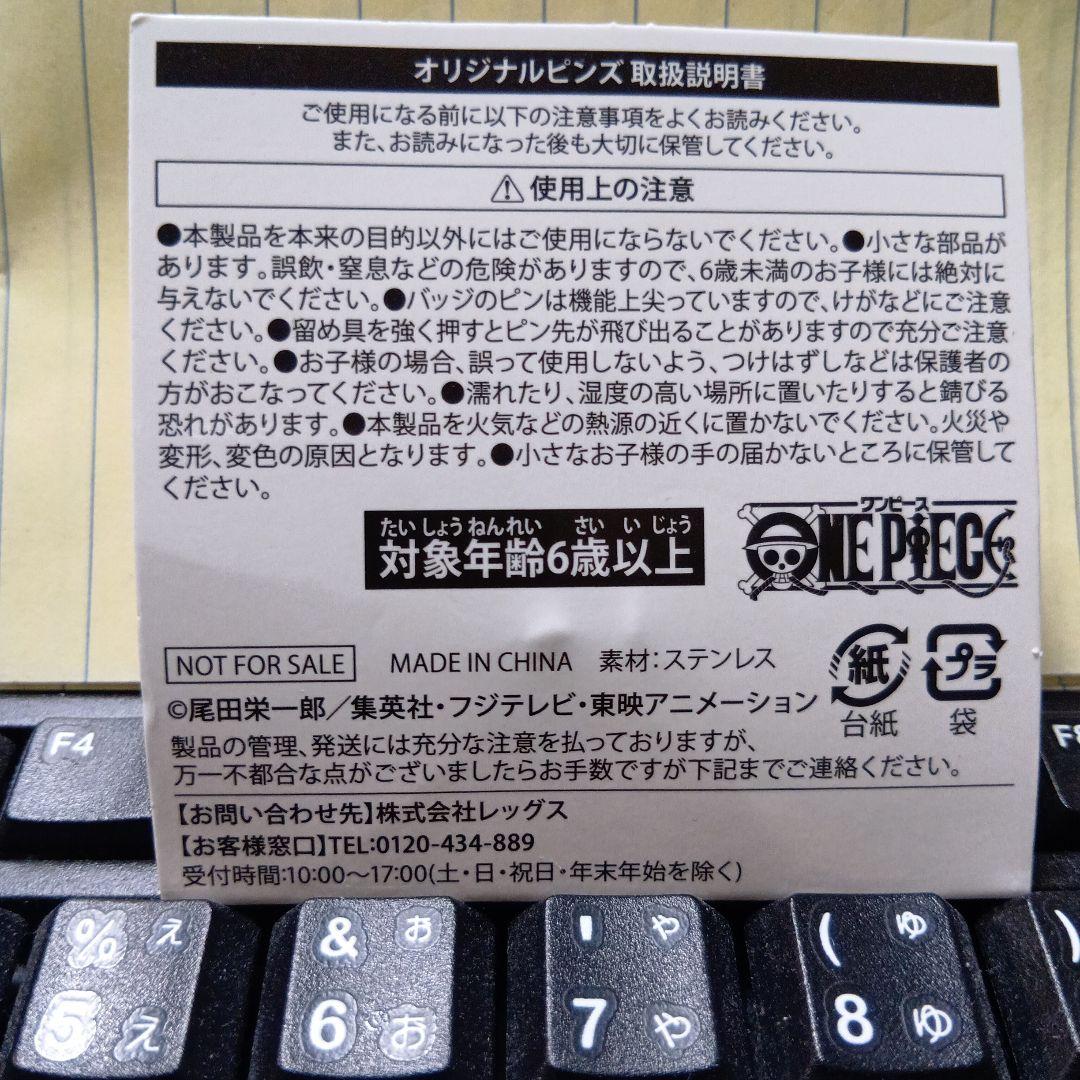 オリジナルピンズ 取扱説明書
ご使用になる前に以下の注意事項をよくお読みください。
また、お読みになった後も大切に保管してください。
⚠ 使用上の注意
●本製品を本来の目的以外にはご使用にならないでください。●小さな部品が
あります。誤飲・窒息などの危険がありますので、6歳未満のお子様には絶対に
与えないでください。●バッジのピンは機能上尖っていますので、けがなどにご注意
ください。●留め具を強く押すとピン先が飛び出ることがありますので充分ご注意
ください。●お子様の場合、誤って使用しないよう、つけはずしなどは保護者の
方がおこなってください。●濡れたり、湿度の高い場所に置いたりすると錆びる
恐れがあります。●本製品を火気などの熱源の近くに置かないでください。火災や
変形、変色の原因となります。●小さなお子様の手の届かないところに保管して
ください。
たいしょうねんれい さい いじょう
対象年齢6歳以上
ワンピース
ONE PIECE
NOT FOR SALE MADE IN CHINA 素材：ステンレス
紙 プラ
台紙 袋
©尾田栄一郎／集英社・フジテレビ・東映アニメーション
製品の管理、発送には充分な注意を払っておりますが、
万一不都合な点がございましたらお手数ですが下記までご連絡ください。
【お問い合わせ先】株式会社レッグス
【お客様窓口】TEL:0120-434-889
受付時間:10:00～17:00(土・日・祝日・年末年始を除く)
F4
% え & ぉ ' ゃ ( ゅ )
5 え 6 お 7 や 8 ゆ